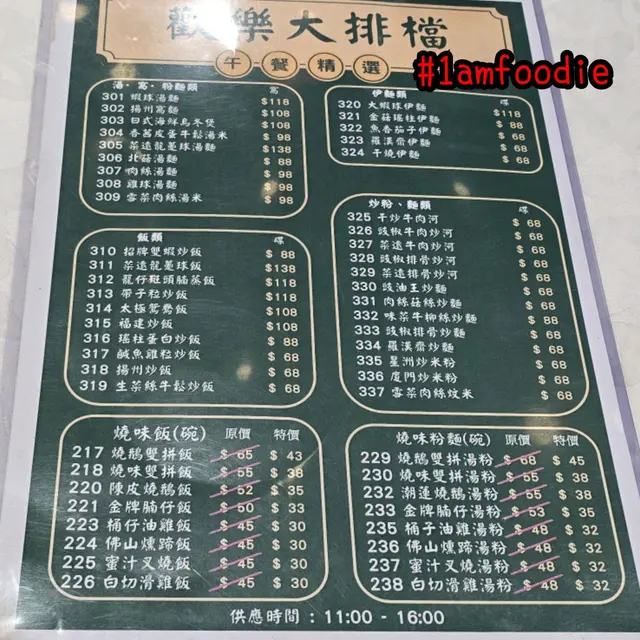 歡樂大排檔
午餐精選
#1amfoodie
湯、窩、粉麵類 窩
301 蝦球湯麵 $118
302 揚州窩麵 $108
303 日式海鮮烏冬煲 $108
304 香茜皮蛋牛鬆湯米 $ 98
305 菜遠龍躉球湯麵 $138
306 北菇湯麵 $ 88
307 肉絲湯麵 $ 98
308 雞球湯麵 $ 98
309 雪菜肉絲湯米 $ 98
伊麵類 碟
320 大蝦球伊麵 $118
321 金菇瑤柱伊麵 $ 88
322 魚香茄子伊麵 $ 68
323 羅漢齋伊麵 $ 68
324 干燒伊麵 $ 68
飯類 碟
310 招牌雙蝦炒飯 $ 88
311 菜遠龍躉球飯 $138
312 龍仔斑頭腩蒸飯 $118
313 帶子粒炒飯 $118
314 太極鴛鴦飯 $108
315 福建炒飯 $108
316 瑤柱蛋白炒飯 $ 88
317 鹹魚雞粒炒飯 $ 68
318 揚州炒飯 $ 68
319 生菜絲牛鬆炒飯 $ 68
炒粉、麵類 碟
325 干炒牛肉河 $ 68
326 豉椒牛肉炒河 $ 68
327 菜遠牛肉炒河 $ 68
328 豉椒排骨炒河 $ 68
329 菜遠排骨炒河 $ 68
330 豉油王炒麵 $ 68
331 肉絲菇絲炒麵 $ 68
332 味菜牛柳絲炒麵 $ 88
333 豉椒排骨炒麵 $ 68
334 羅漢齋炒麵 $ 68
335 星洲炒米粉 $ 68
336 廈門炒米粉 $ 68
337 雪菜肉絲炆米 $ 68
燒味飯(碗) 原價 特價
217 燒鵝雙拼飯 $ 65 $ 43
218 燒味雙拼飯 $ 55 $ 38
220 陳皮燒鵝飯 $ 52 $ 35
221 金牌腩仔飯 $ 50 $ 33
223 桶仔油雞飯 $ 45 $ 30
224 佛山燻蹄飯 $ 45 $ 30
225 蜜汁叉燒飯 $ 45 $ 30
226 白切滑雞飯 $ 45 $ 30
燒味粉麵(碗) 原價 特價
229 燒鵝雙拼湯粉 $ 68 $ 45
230 燒味雙拼湯粉 $ 55 $ 38
232 潮蓮燒鵝湯粉 $ 55 $ 38
233 金牌腩仔湯粉 $ 53 $ 35
235 桶子油雞湯粉 $ 48 $ 32
236 佛山燻蹄湯粉 $ 48 $ 32
237 蜜汁叉燒湯粉 $ 48 $ 32
238 白切滑雞湯粉 $ 48 $ 32
供應時間：11:00 - 16:00